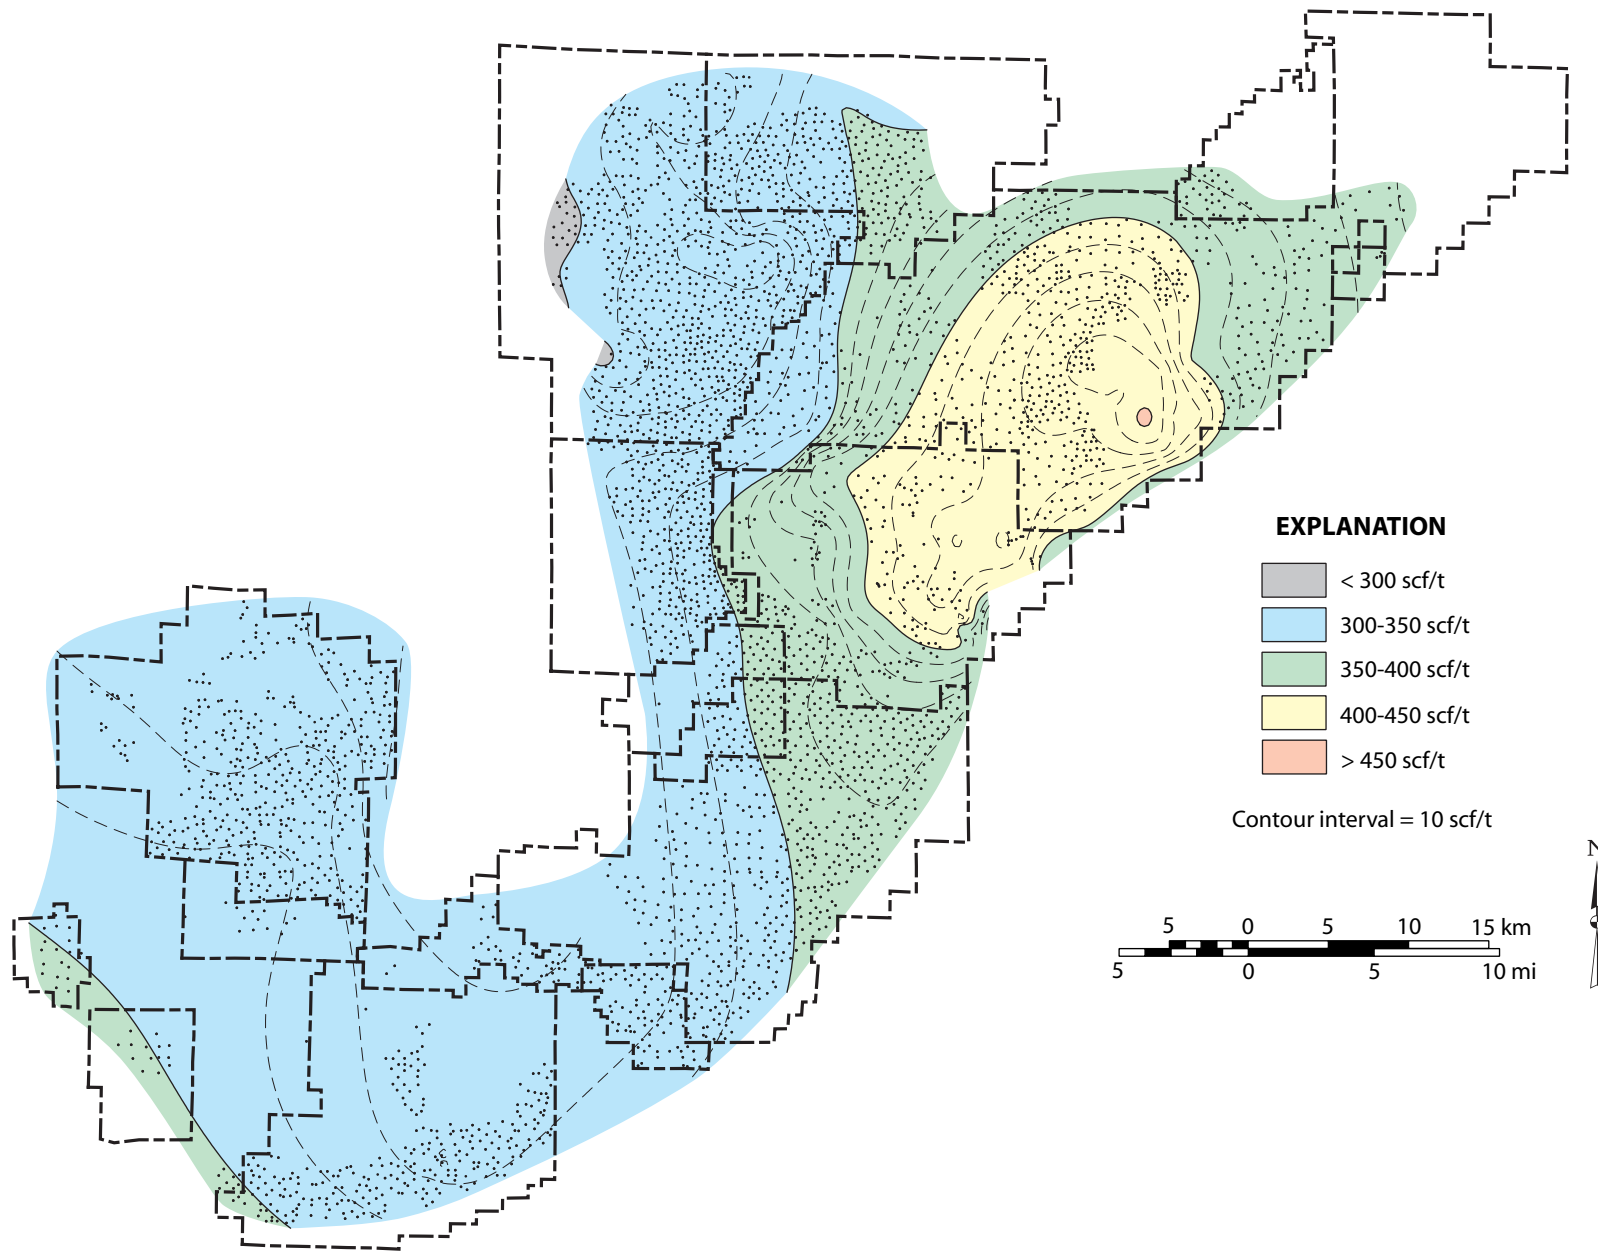 EXPLANATION
< 300 scf/t
300-350 scf/t
350-400 scf/t
400-450 scf/t
> 450 scf/t
Contour interval = 10 scf/t
N
5 0 5 10 15 km
5 0 5 10 mi